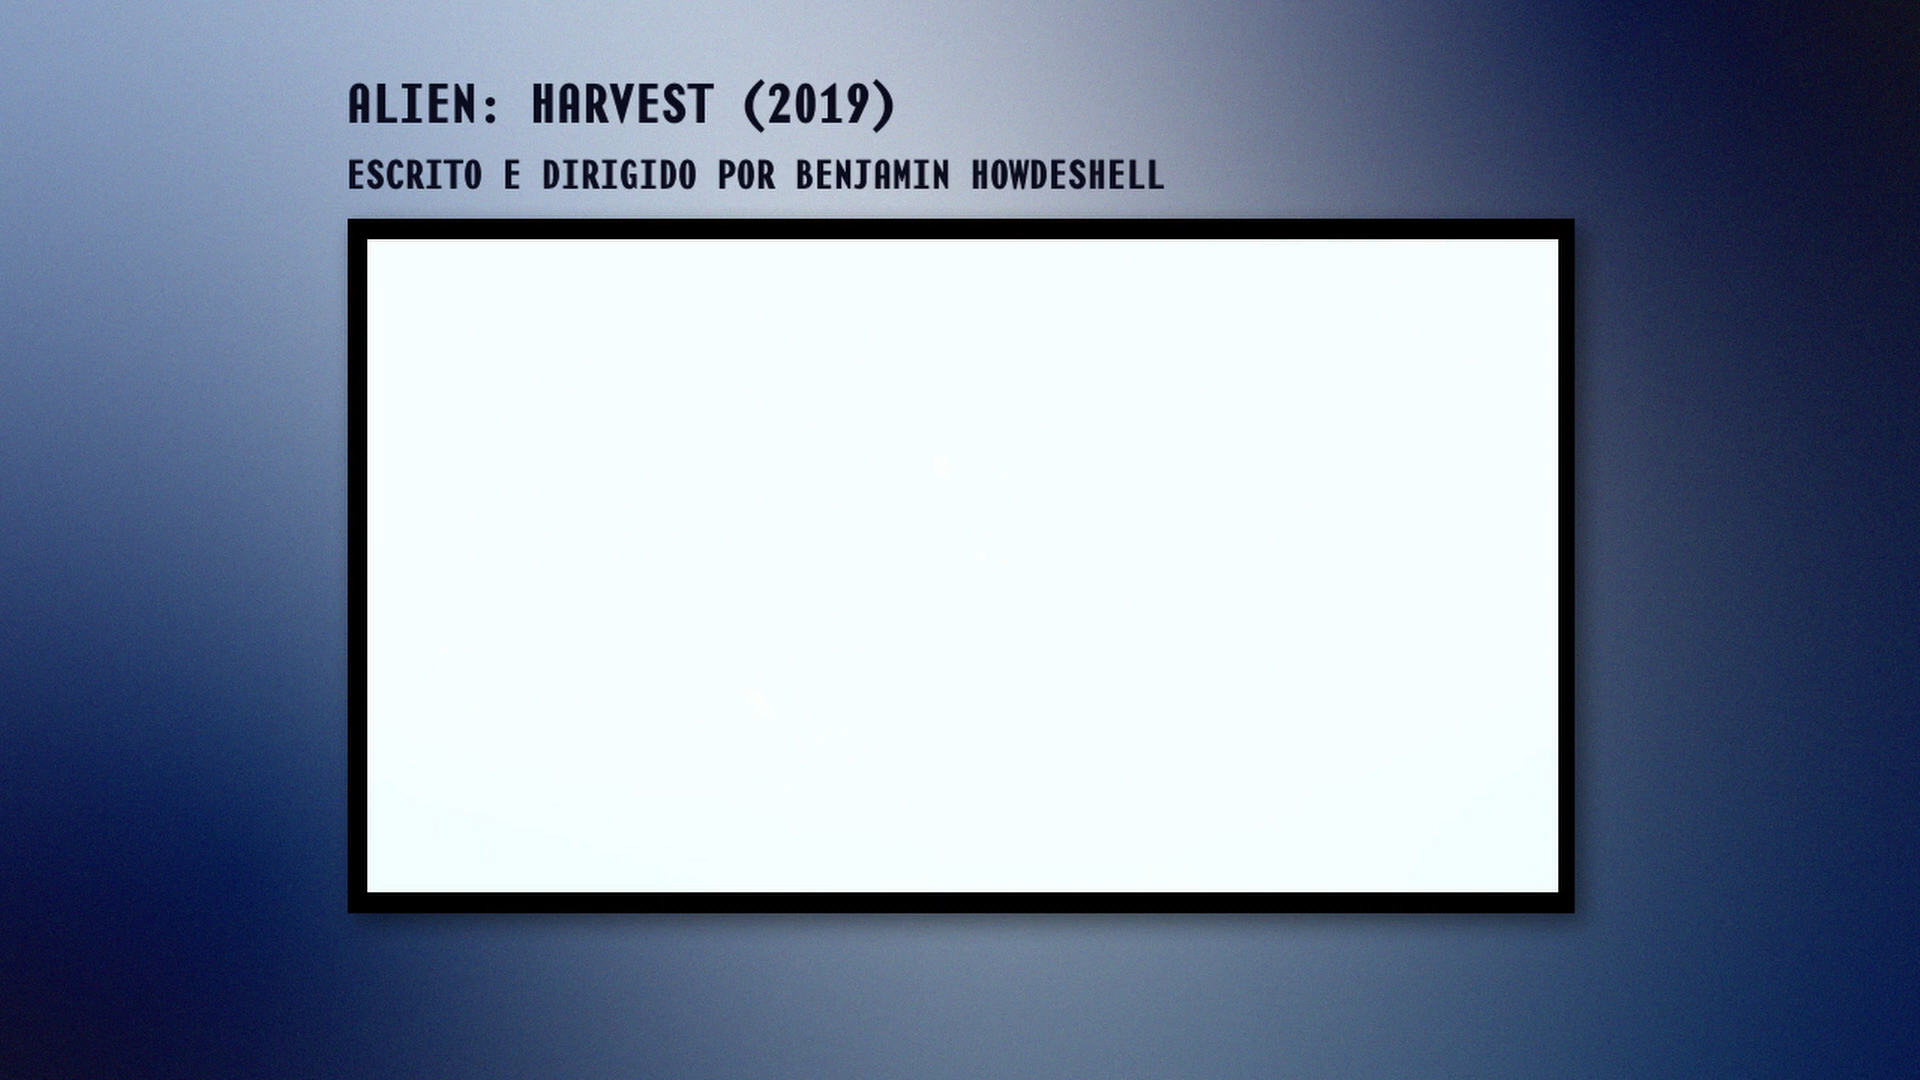 ALIEN: HARVEST (2019)
ESCRITO E DIRIGIDO POR BENJAMIN HOWDESHELL